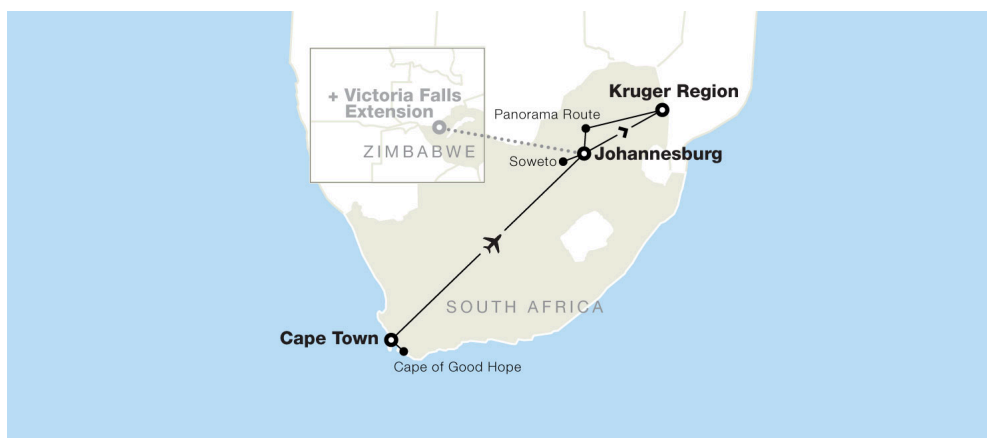 + Victoria Falls
Extension
ZIMBABWE
Kruger Region
Panorama Route
Soweto
Johannesburg
SOUTH AFRICA
Cape Town
Cape of Good Hope